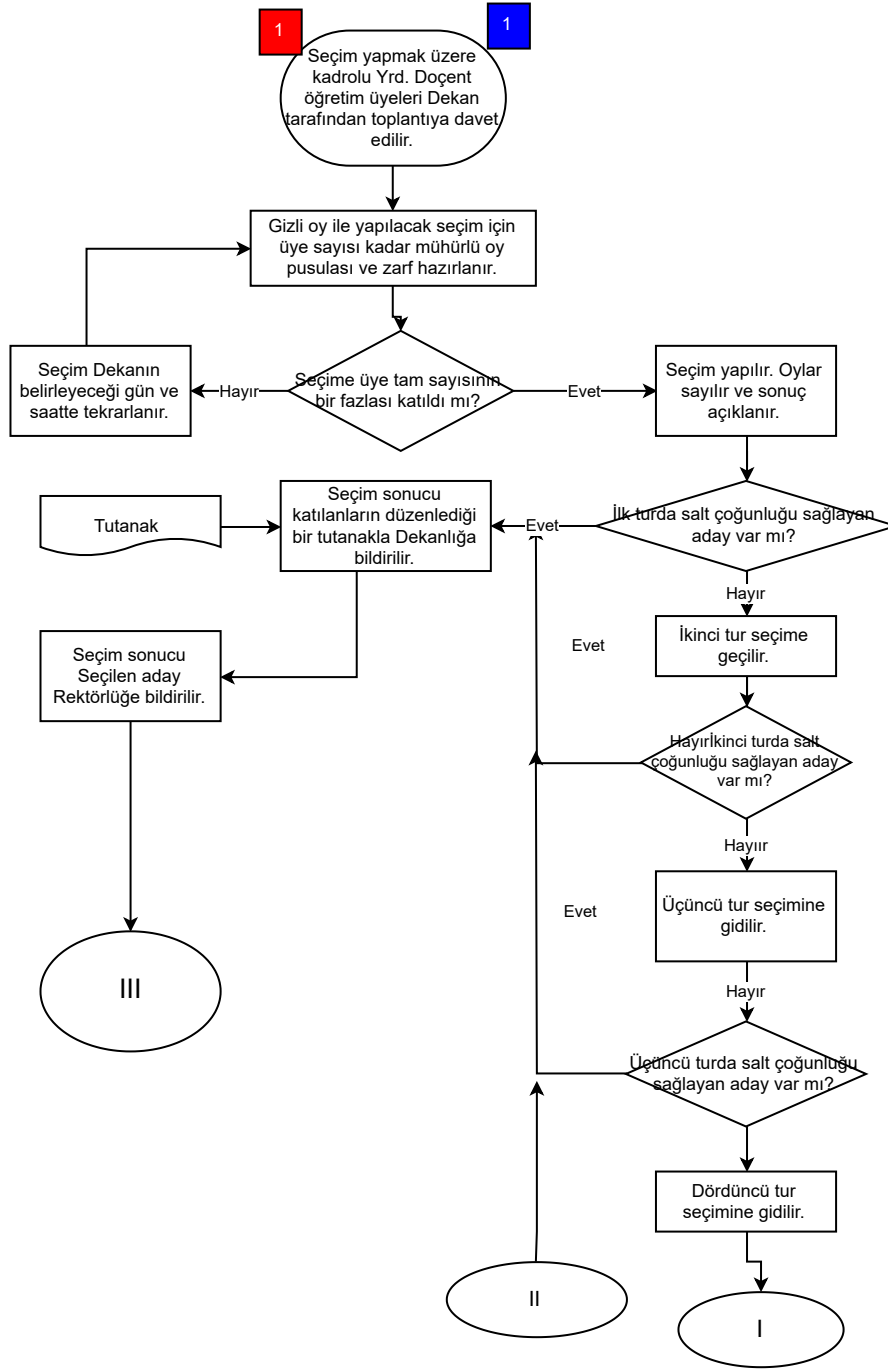 1
1
Seçim yapmak üzere
kadrolu Yrd. Doçent
öğretim üyeleri Dekan
tarafından toplantıya davet
edilir.
Gizli oy ile yapılacak seçim için
üye sayısı kadar mühürlü oy
pusulası ve zarf hazırlanır.
Seçim Dekanın
belirleyeceği gün ve
saatte tekrarlanır.
Hayır
Seçime üye tam sayısının
bir fazlası katıldı mı?
Evet
Seçim yapılır. Oylar
sayılır ve sonuç
açıklanır.
Tutanak
Seçim sonucu
katılanların düzenlediği
bir tutanakla Dekanlığa
bildirilir.
Evet
İlk turda salt çoğunluğu sağlayan
aday var mı?
Hayır
Seçim sonucu
Seçilen aday
Rektörlüğe bildirilir.
Evet
İkinci tur seçime
geçilir.
Hayırİkinci turda salt
çoğunluğu sağlayan aday
var mı?
Hayıır
Evet
Üçüncü tur seçimine
gidilir.
III
Hayır
Üçüncü turda salt çoğunluğu
sağlayan aday var mı?
Dördüncü tur
seçimine gidilir.
II
I